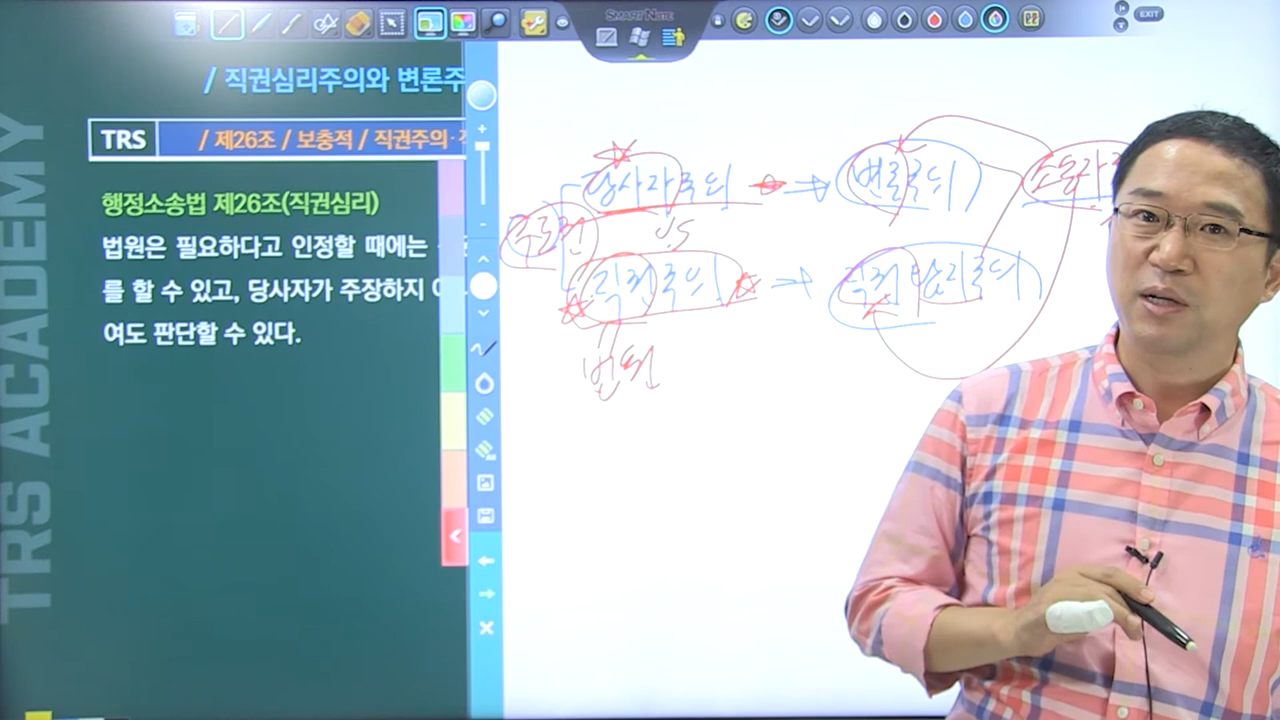 SMARTNOTE
EXIT
/ 직권심리주의와 변론주
TRS
/ 제26조 / 보충적 / 직권주의 ·
행정소송법 제26조(직권심리)
법원은 필요하다고 인정할 때에는
를 할 수 있고, 당사자가 주장하지
여도 판단할 수 있다.
TRS ACADEMY
당사자주의
변론주의
소송자
주도권
VS
직권주의
직권탐지주의
법원